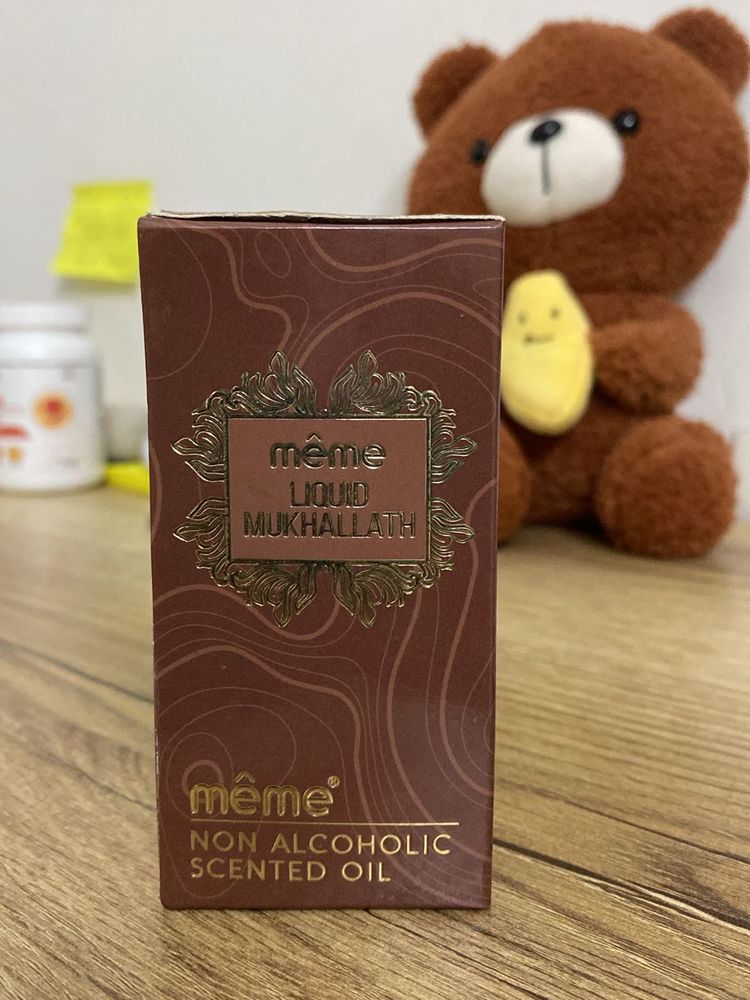 même
LIQUID
MUKHALLATH
même®
NON ALCOHOLIC
SCENTED OIL